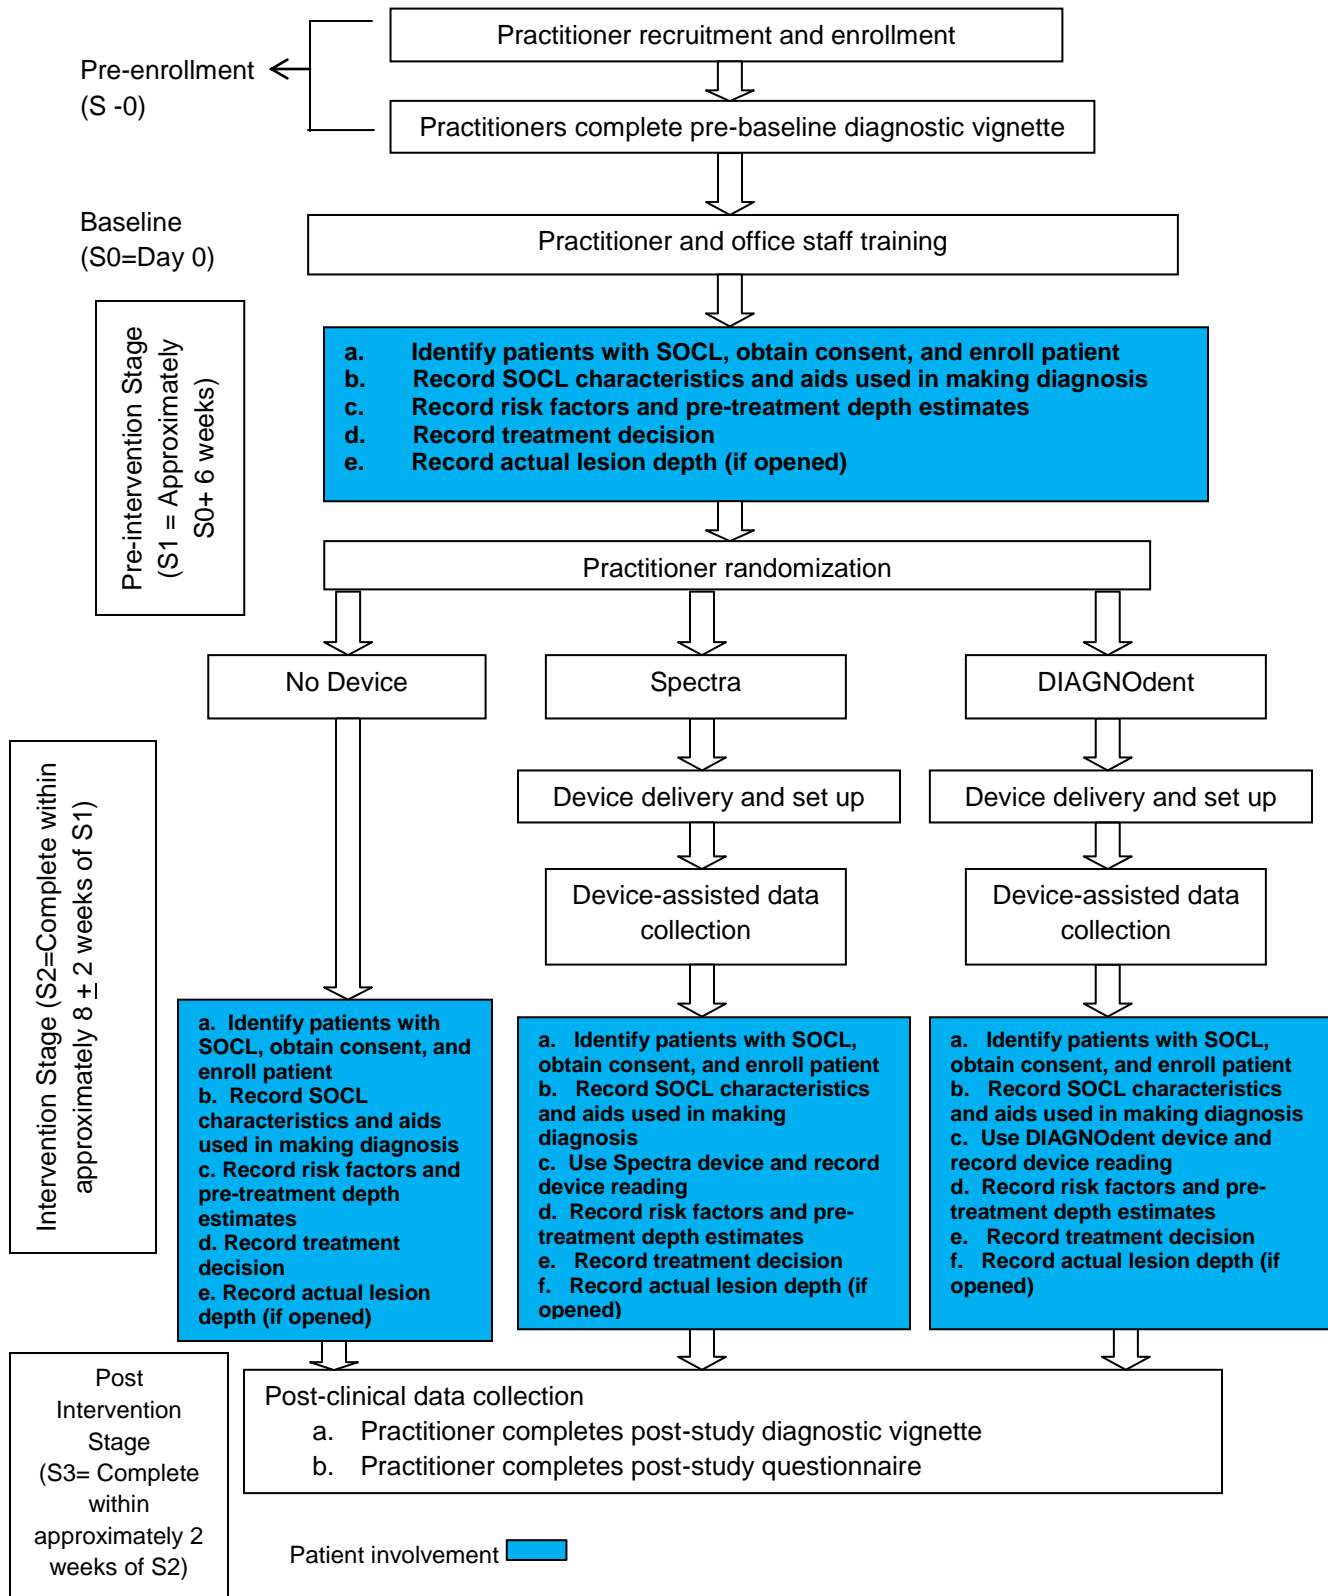 Practitioner recruitment and enrollment
Pre-enrollment
(S -0)
Practitioners complete pre-baseline diagnostic vignette
Baseline
(S0=Day 0)
Practitioner and office staff training
Pre-intervention Stage
(S1 = Approximately
S0+ 6 weeks)
a. Identify patients with SOCL, obtain consent, and enroll patient
b. Record SOCL characteristics and aids used in making diagnosis
c. Record risk factors and pre-treatment depth estimates
d. Record treatment decision
e. Record actual lesion depth (if opened)
Practitioner randomization
No Device
Spectra
DIAGNOdent
Intervention Stage (S2=Complete within
approximately 8 ± 2 weeks of S1)
Device delivery and set up
Device delivery and set up
Device-assisted data
collection
Device-assisted data
collection
a. Identify patients with
SOCL, obtain consent, and
enroll patient
b. Record SOCL
characteristics and aids
used in making diagnosis
c. Record risk factors and
pre-treatment depth
estimates
d. Record treatment
decision
e. Record actual lesion
depth (if opened)
a. Identify patients with SOCL,
obtain consent, and enroll patient
b. Record SOCL characteristics
and aids used in making
diagnosis
c. Use Spectra device and record
device reading
d. Record risk factors and pre-
treatment depth estimates
e. Record treatment decision
f. Record actual lesion depth (if
opened)
a. Identify patients with SOCL,
obtain consent, and enroll patient
b. Record SOCL characteristics
and aids used in making diagnosis
c. Use DIAGNOdent device and
record device reading
d. Record risk factors and pre-
treatment depth estimates
e. Record treatment decision
f. Record actual lesion depth (if
opened)
Post
Intervention
Stage
(S3= Complete
within
approximately 2
weeks of S2)
Post-clinical data collection
a. Practitioner completes post-study diagnostic vignette
b. Practitioner completes post-study questionnaire
Patient involvement